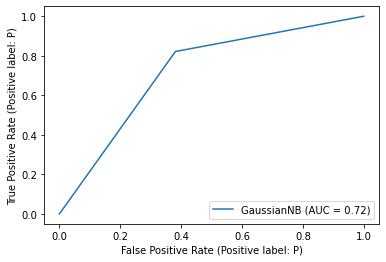 1.0
0.8
0.6
0.4
0.2
0.0
True Positive Rate (Positive label: P)
GaussianNB (AUC = 0.72)
0.0 0.2 0.4 0.6 0.8 1.0
False Positive Rate (Positive label: P)